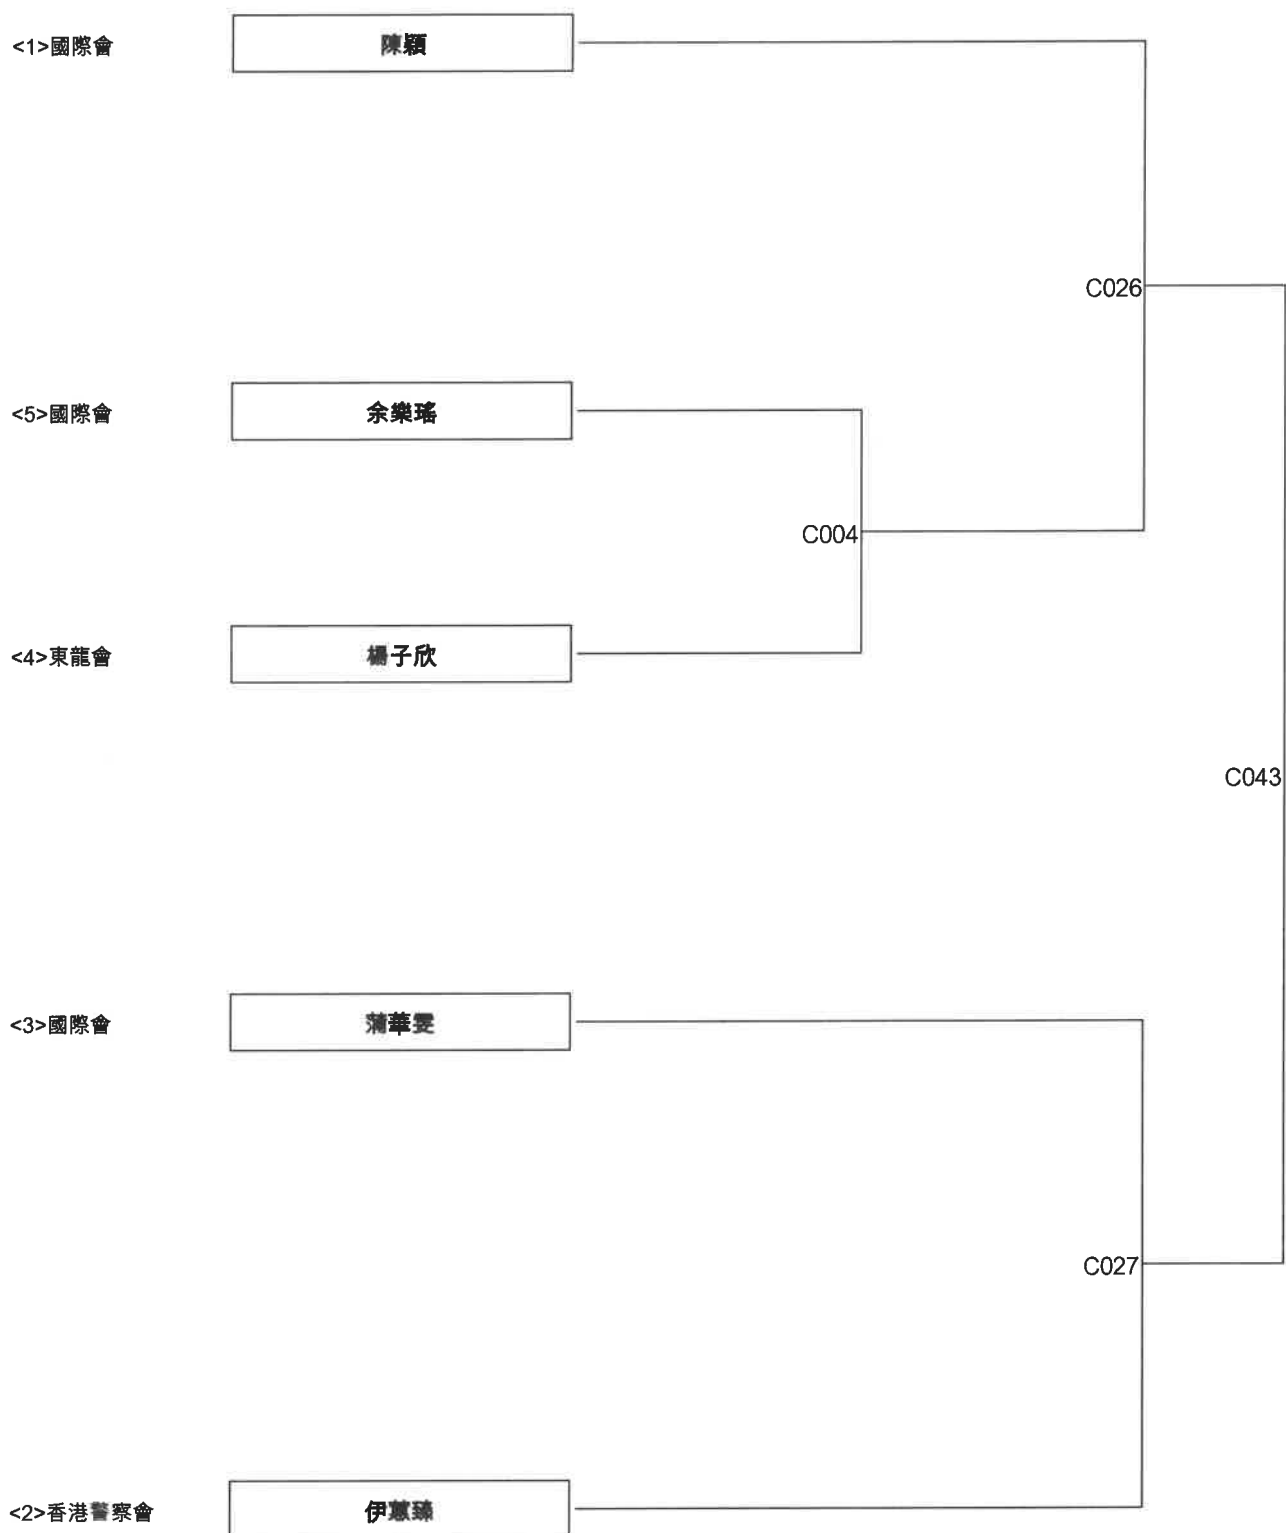 <1>國際會 陳穎
C026
<5>國際會 余樂瑤
C004
<4>東龍會 楊子欣
C043
<3>國際會 蒲華雯
C027
<2>香港警察會 伊蕙臻